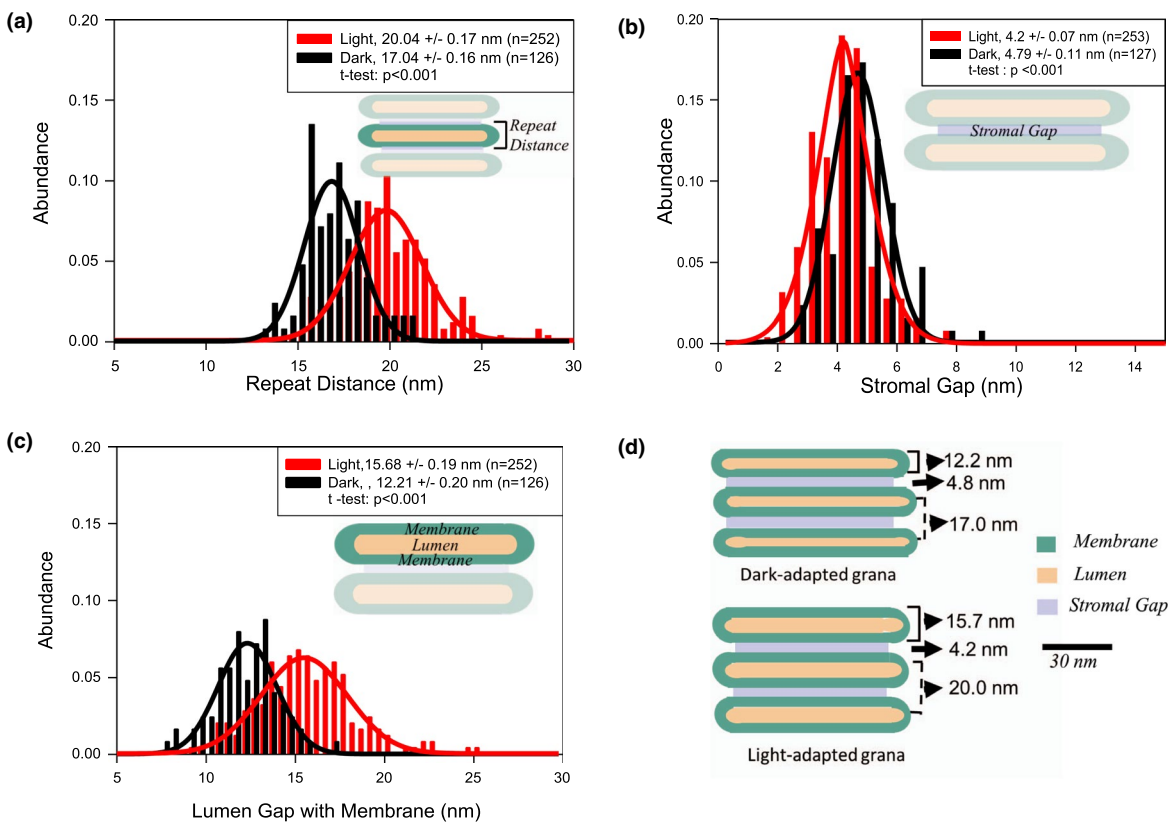 (a)
0.20
0.15
0.10
0.05
0.00
Abundance
Light, 20.04 +/- 0.17 nm (n=252)
Dark, 17.04 +/- 0.16 nm (n=126)
t-test: p<0.001
Repeat
Distance
5
10
15
20
25
30
Repeat Distance (nm)
(b)
0.20
0.15
0.10
0.05
0.00
Abundance
Light, 4.2 +/- 0.07 nm (n=253)
Dark, 4.79 +/- 0.11 nm (n=127)
t-test : p <0.001
Stromal Gap
0
2
4
6
8
10
12
14
Stromal Gap (nm)
(c)
0.20
0.15
0.10
0.05
0.00
Abundance
Light,15.68 +/- 0.19 nm (n=252)
Dark, , 12.21 +/- 0.20 nm (n=126)
t -test: p<0.001
Membrane
Lumen
Membrane
5
10
15
20
25
30
Lumen Gap with Membrane (nm)
(d)
12.2 nm
4.8 nm
17.0 nm
Dark-adapted grana
15.7 nm
4.2 nm
20.0 nm
Light-adapted grana
Membrane
Lumen
Stromal Gap
30 nm